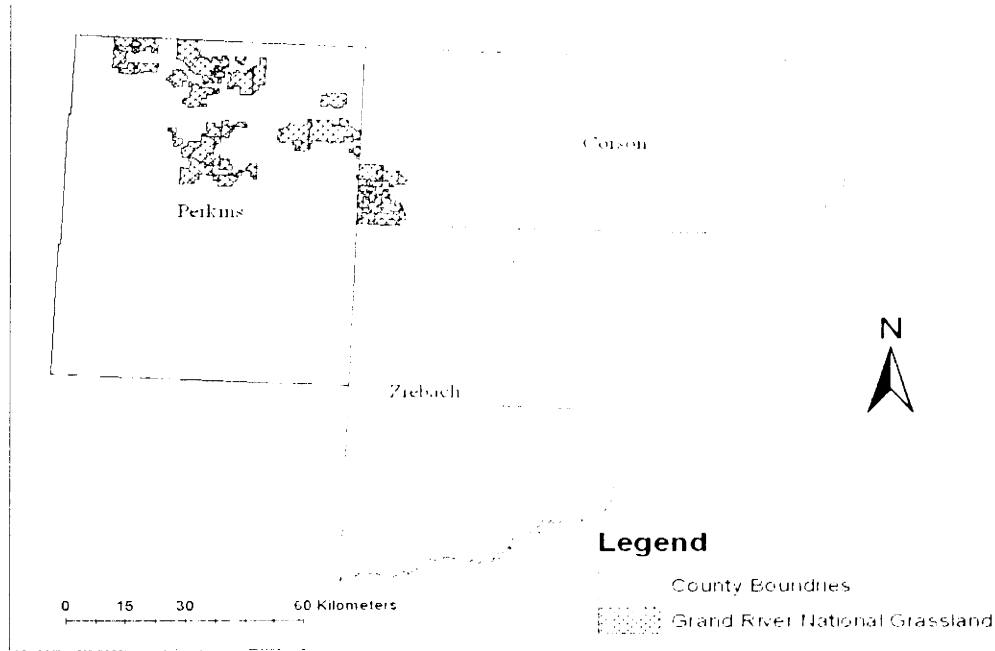 Corson
Perkins
N
Ziebach
Legend
County Boundries
0 15 30 60 Kilometers
Grand River National Grassland